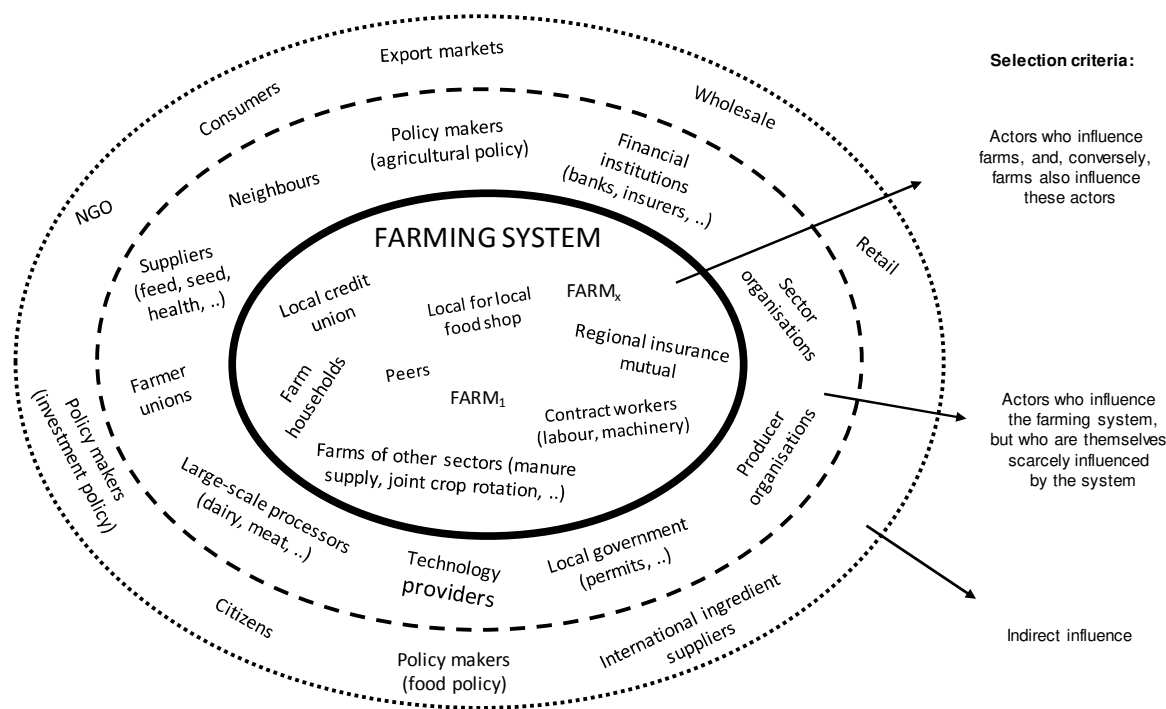 Export markets
Consumers
Wholesale
NGO
Retail
Policy makers
(agricultural policy)
Financial
institutions
(banks, insurers, ..)
Neighbours
Suppliers
(feed, seed,
health, ..)
Sector
organisations
FARMING SYSTEM
Local credit
union
Local for local
food shop
FARMₓ
Regional insurance
mutual
Farm
households
Peers
FARM₁
Contract workers
(labour, machinery)
Farms of other sectors (manure
supply, joint crop rotation, ..)
Farmer
unions
Producer
organisations
Large-scale processors
(dairy, meat, ..)
Technology
providers
Local government
(permits, ..)
Policy makers
(investment policy)
Citizens
Policy makers
(food policy)
International ingredient
suppliers
Selection criteria:
Actors who influence
farms, and, conversely,
farms also influence
these actors
Actors who influence
the farming system,
but who are themselves
scarcely influenced
by the system
Indirect influence